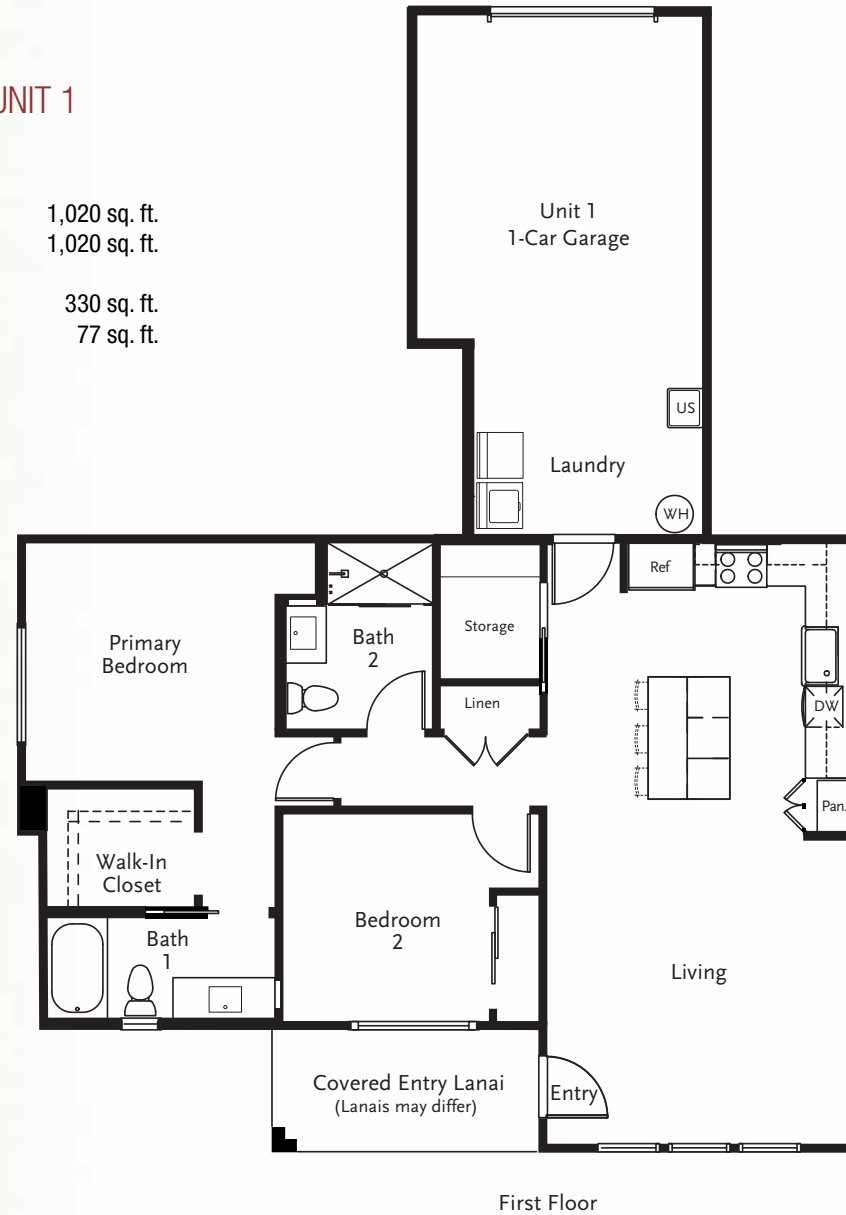 UNIT 1
1,020 sq. ft.
1,020 sq. ft.
330 sq. ft.
77 sq. ft.
Unit 1
1-Car Garage
US
Laundry
WH
Ref
Storage
Primary
Bedroom
Bath
2
Linen
DW
Pan.
Walk-In
Closet
Bedroom
2
Bath
1
Living
Covered Entry Lanai
(Lanais may differ)
Entry
First Floor